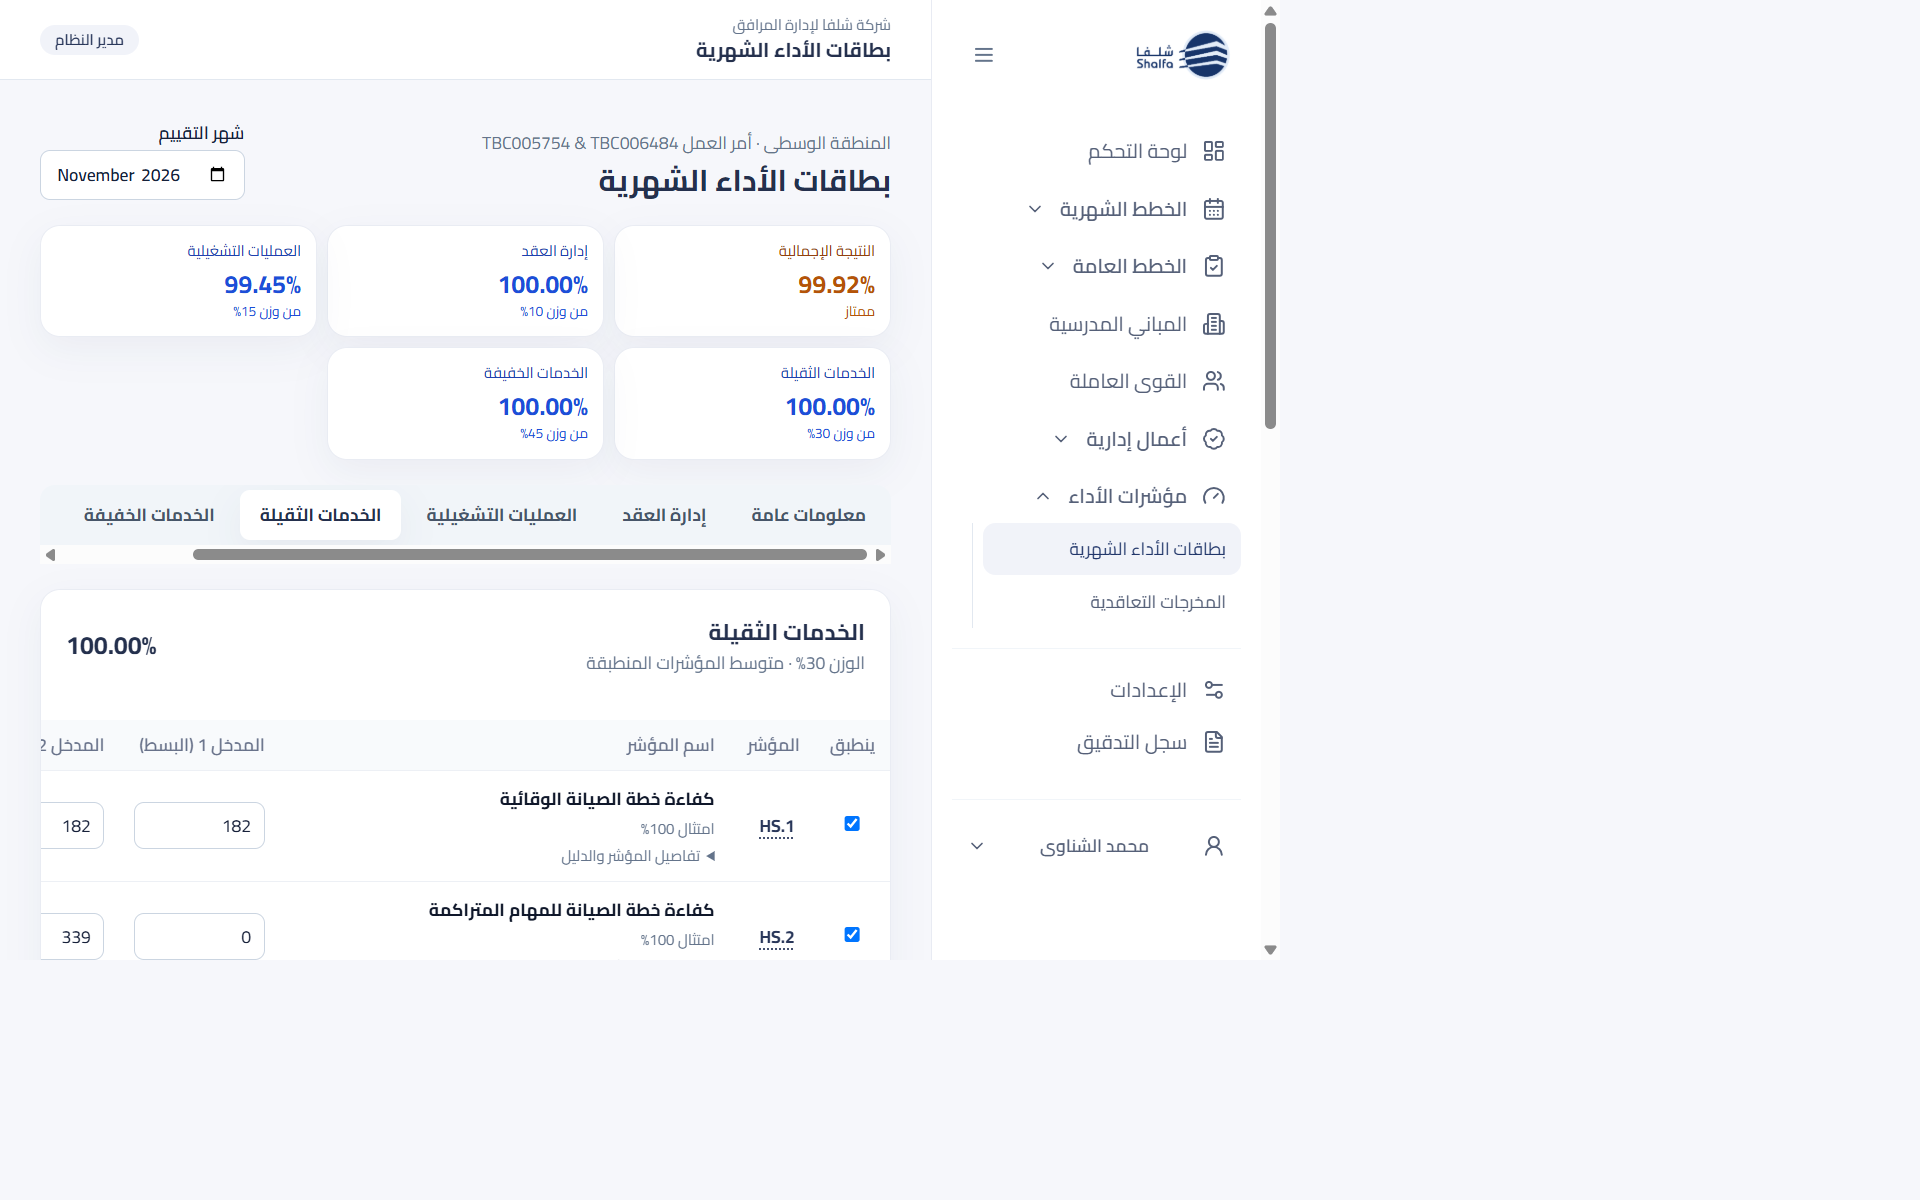 شلفا
Shalfa
لوحة التحكم
الخطط الشهرية
الخطط العامة
المباني المدرسية
القوى العاملة
أعمال إدارية
مؤشرات الأداء
بطاقات الأداء الشهرية
المخرجات التعاقدية
الإعدادات
سجل التدقيق
محمد الشناوى
شركة شلفا لإدارة المرافق
بطاقات الأداء الشهرية
مدير النظام
المنطقة الوسطى · أمر العمل TBC005754 & TBC006484
بطاقات الأداء الشهرية
شهر التقييم
November 2026
النتيجة الإجمالية
99.92%
ممتاز
إدارة العقد
100.00%
من وزن 10%
العمليات التشغيلية
99.45%
من وزن 15%
الخدمات الثقيلة
100.00%
من وزن 30%
الخدمات الخفيفة
100.00%
من وزن 45%
معلومات عامة
إدارة العقد
العمليات التشغيلية
الخدمات الثقيلة
الخدمات الخفيفة
الخدمات الثقيلة
الوزن 30% · متوسط المؤشرات المنطبقة
100.00%
ينطبق
المؤشر
اسم المؤشر
المدخل 1 (البسط)
المدخل 2
HS.1
كفاءة خطة الصيانة الوقائية
امتثال 100%
تفاصيل المؤشر والدليل
182
182
HS.2
كفاءة خطة الصيانة للمهام المتراكمة
امتثال 100%
0
339